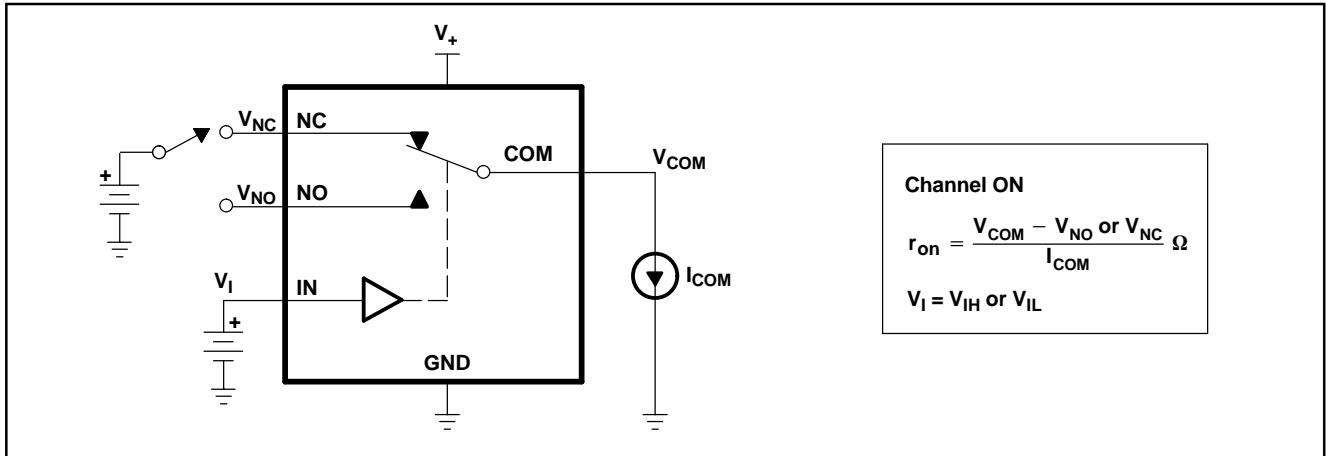 V+
VNC NC
COM
VCOM
+
VNO NO
VI IN
ICOM
+
GND
Channel ON
ron = VCOM − VNO or VNC / ICOM Ω
VI = VIH or VIL